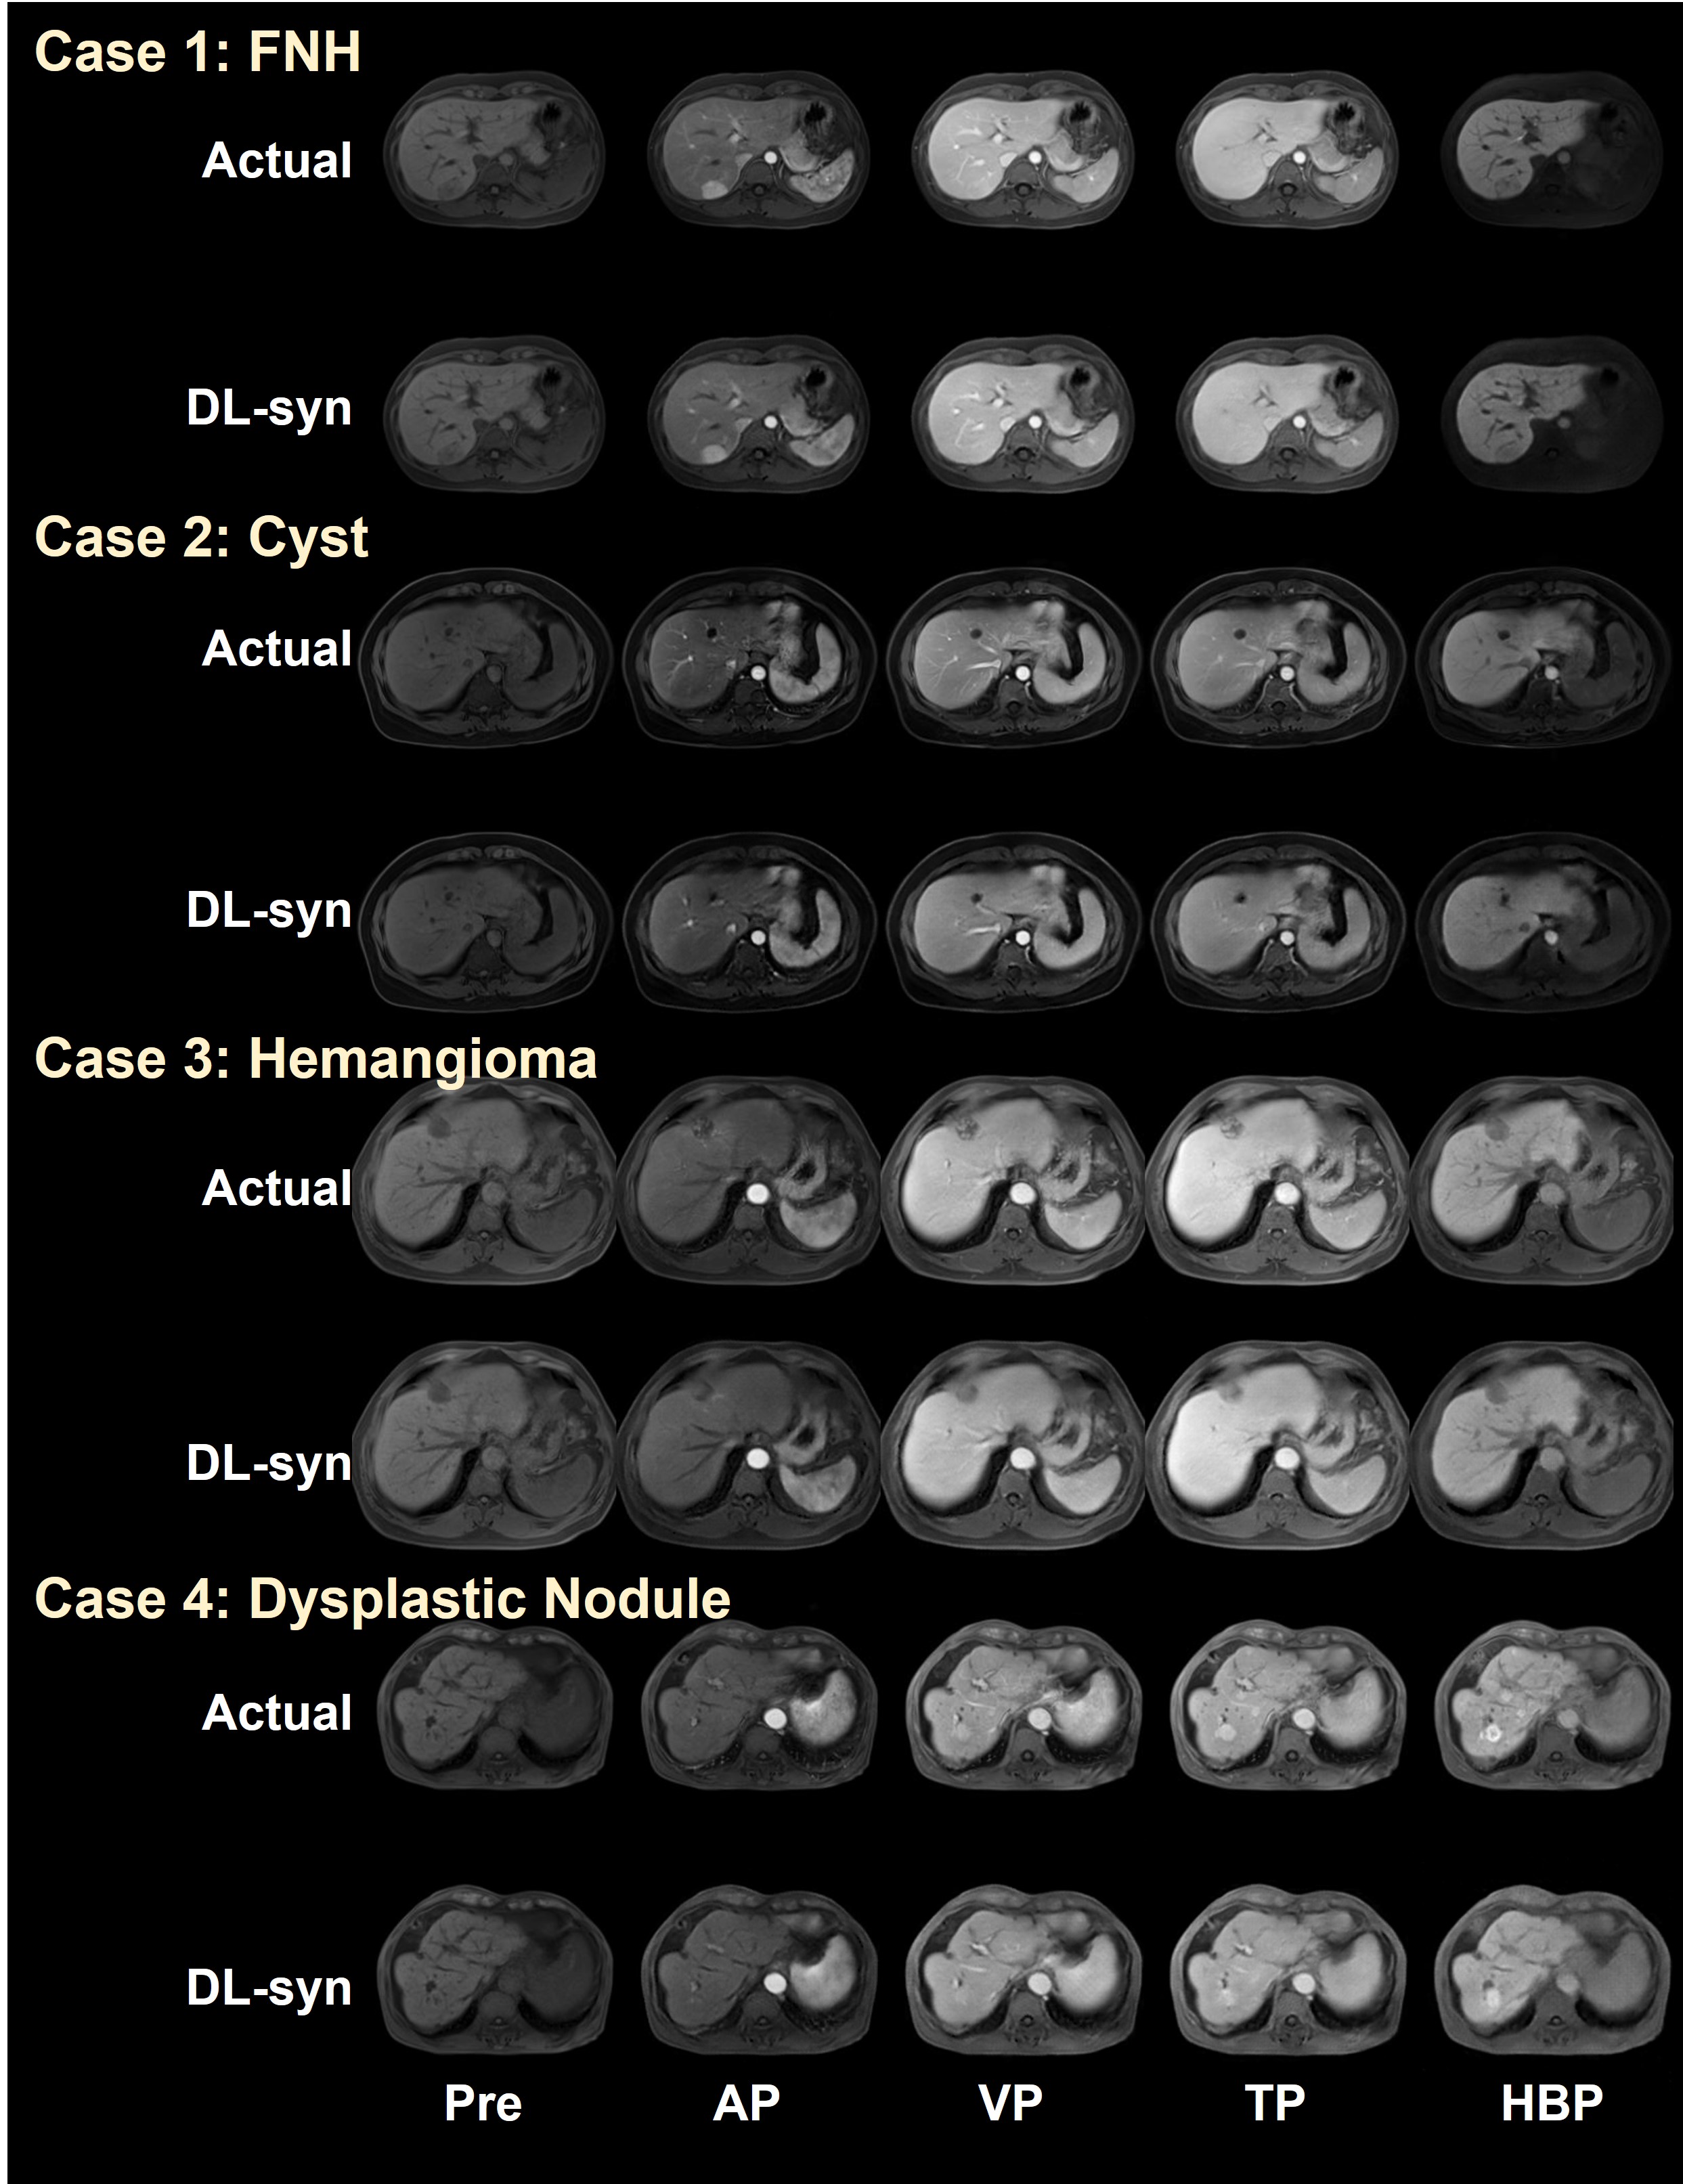 Case 1: FNH
Actual
DL-syn
Case 2: Cyst
Actual
DL-syn
Case 3: Hemangioma
Actual
DL-syn
Case 4: Dysplastic Nodule
Actual
DL-syn
Pre AP VP TP HBP